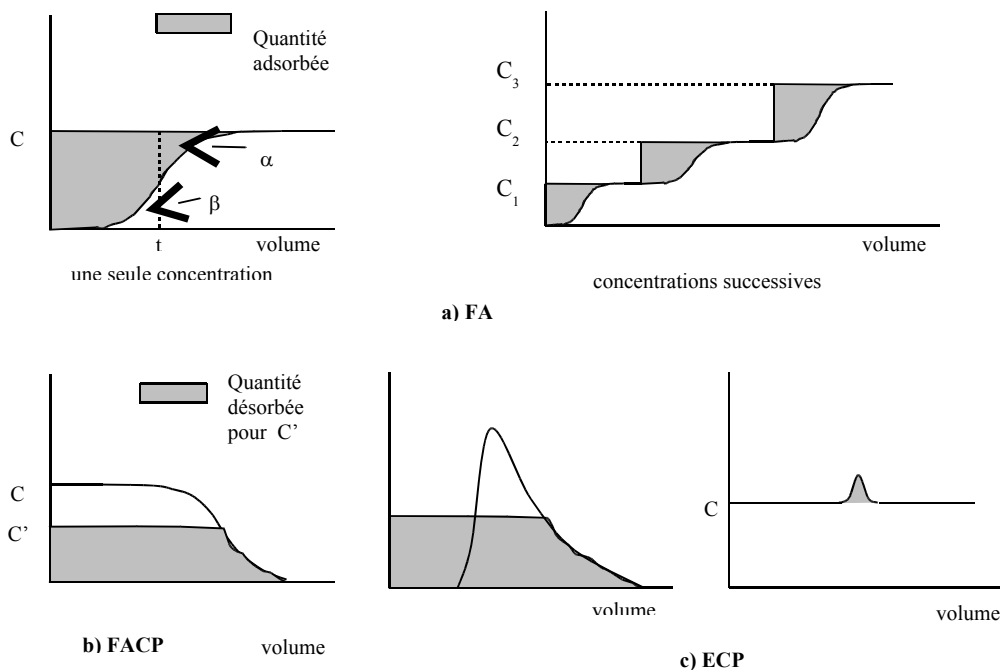 Quantité
adsorbée
C
α
β
t
volume
une seule concentration
C3
C2
C1
volume
concentrations successives
a) FA
Quantité
désorbée
pour C’
C
C’
b) FACP
volume
volume
C
volume
c) ECP